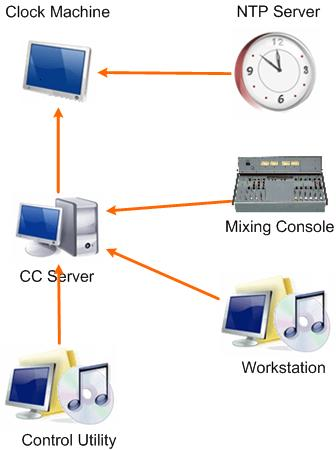 Clock Machine
NTP Server
Mixing Console
CC Server
Workstation
Control Utility